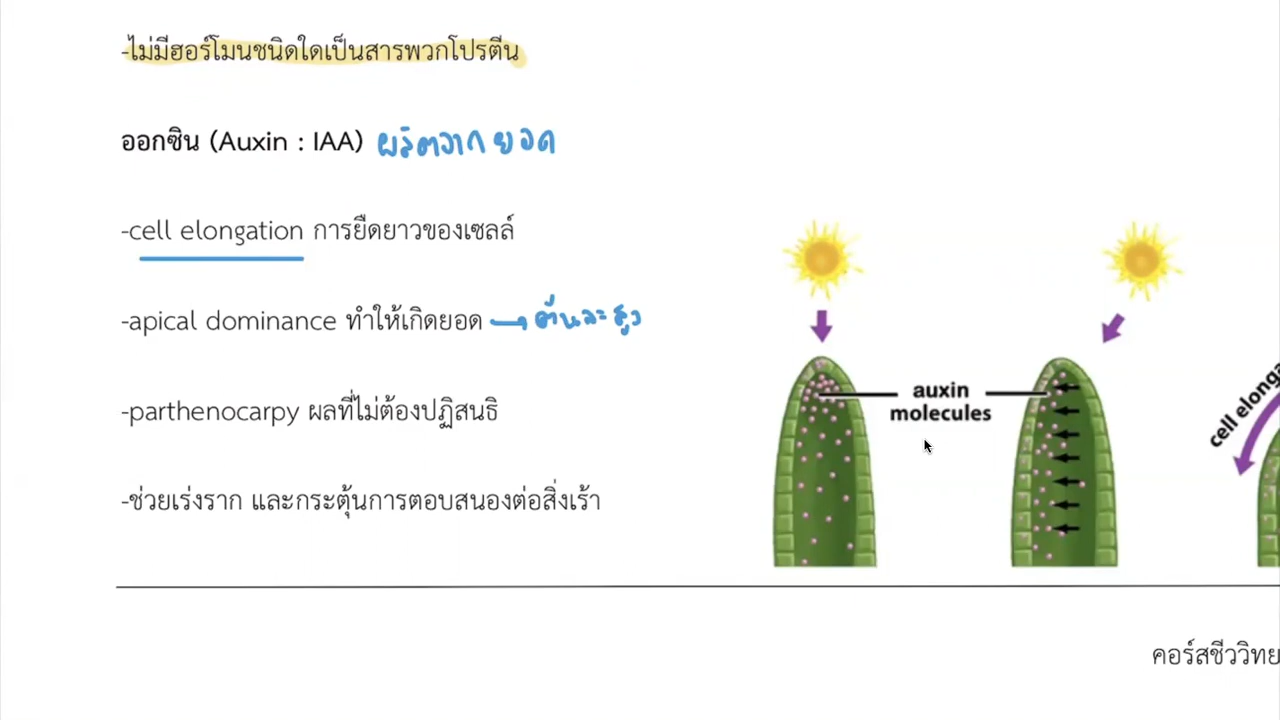 -ไม่มีฮอร์โมนชนิดใดเป็นสารพวกโปรตีน
ออกซิน (Auxin : IAA) ผลิตจาก ยอด
-cell elongation การยืดยาวของเซลล์
-apical dominance ทำให้เกิดยอด → ต้นจะสูง
-parthenocarpy ผลที่ไม่ต้องปฏิสนธิ
-ช่วยเร่งราก และกระตุ้นการตอบสนองต่อสิ่งเร้า
auxin
molecules
cell elonga
คอร์สชีววิทย